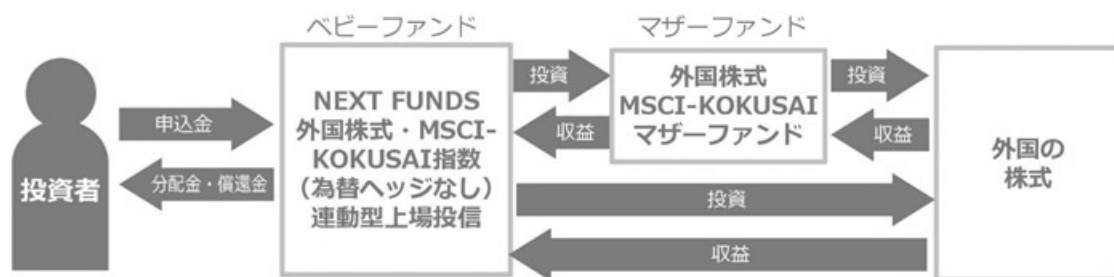 ベビーファンド
マザーファンド
投資者
申込金
分配金・償還金
NEXT FUNDS
外国株式・MSCI-
KOKUSAI指数
（為替ヘッジなし）
連動型上場投信
投資
収益
外国株式
MSCI-KOKUSAI
マザーファンド
投資
収益
投資
収益
外国の
株式